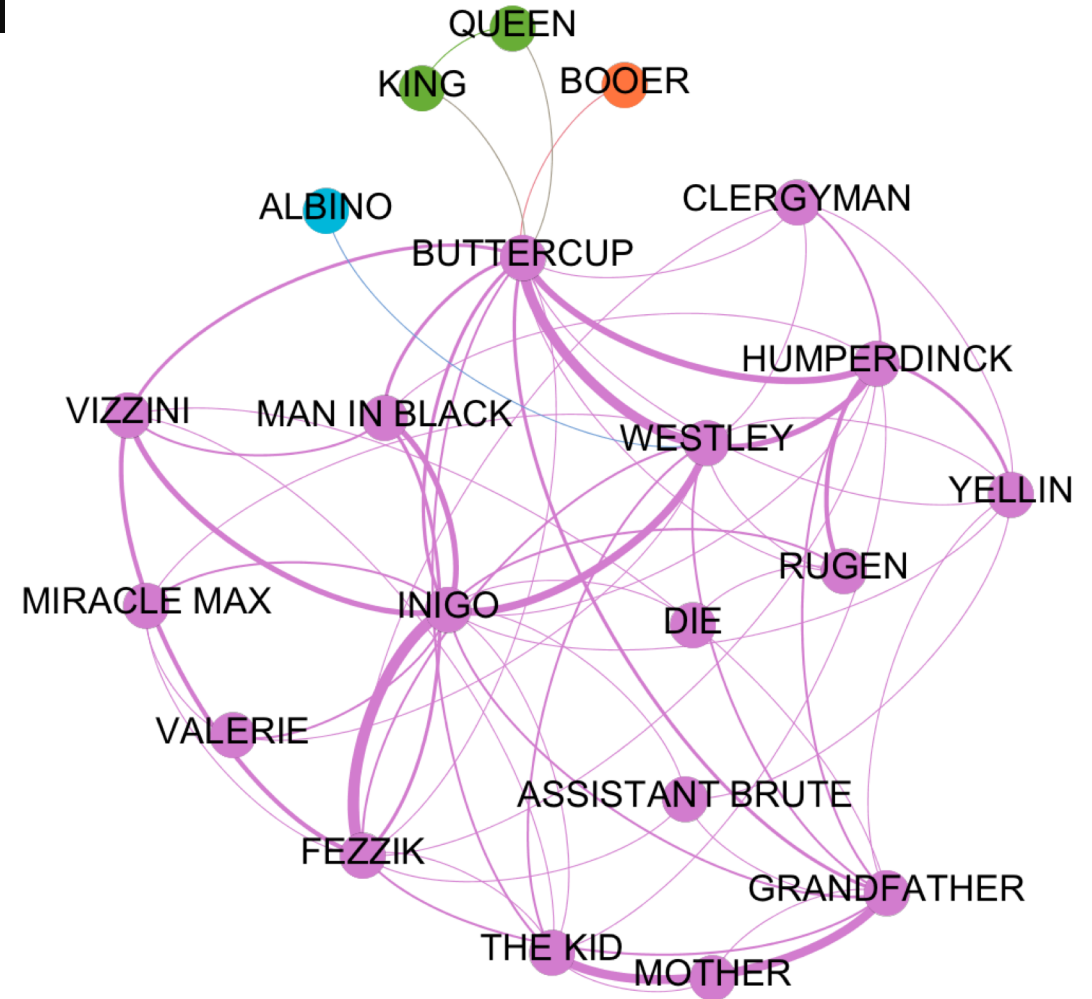 QUEEN
KING
BOOER
ALBINO
CLERGYMAN
BUTTERCUP
HUMPERDINCK
VIZZINI
MAN IN BLACK
WESTLEY
YELLIN
RUGEN
MIRACLE MAX
INIGO
DIE
VALERIE
ASSISTANT BRUTE
FEZZIK
GRANDFATHER
THE KID
MOTHER